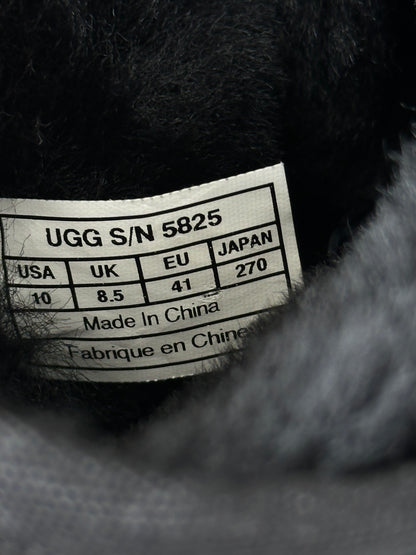 UGG S/N 5825
USA UK EU JAPAN
10 8.5 41 270
Made In China
Fabrique en Chine